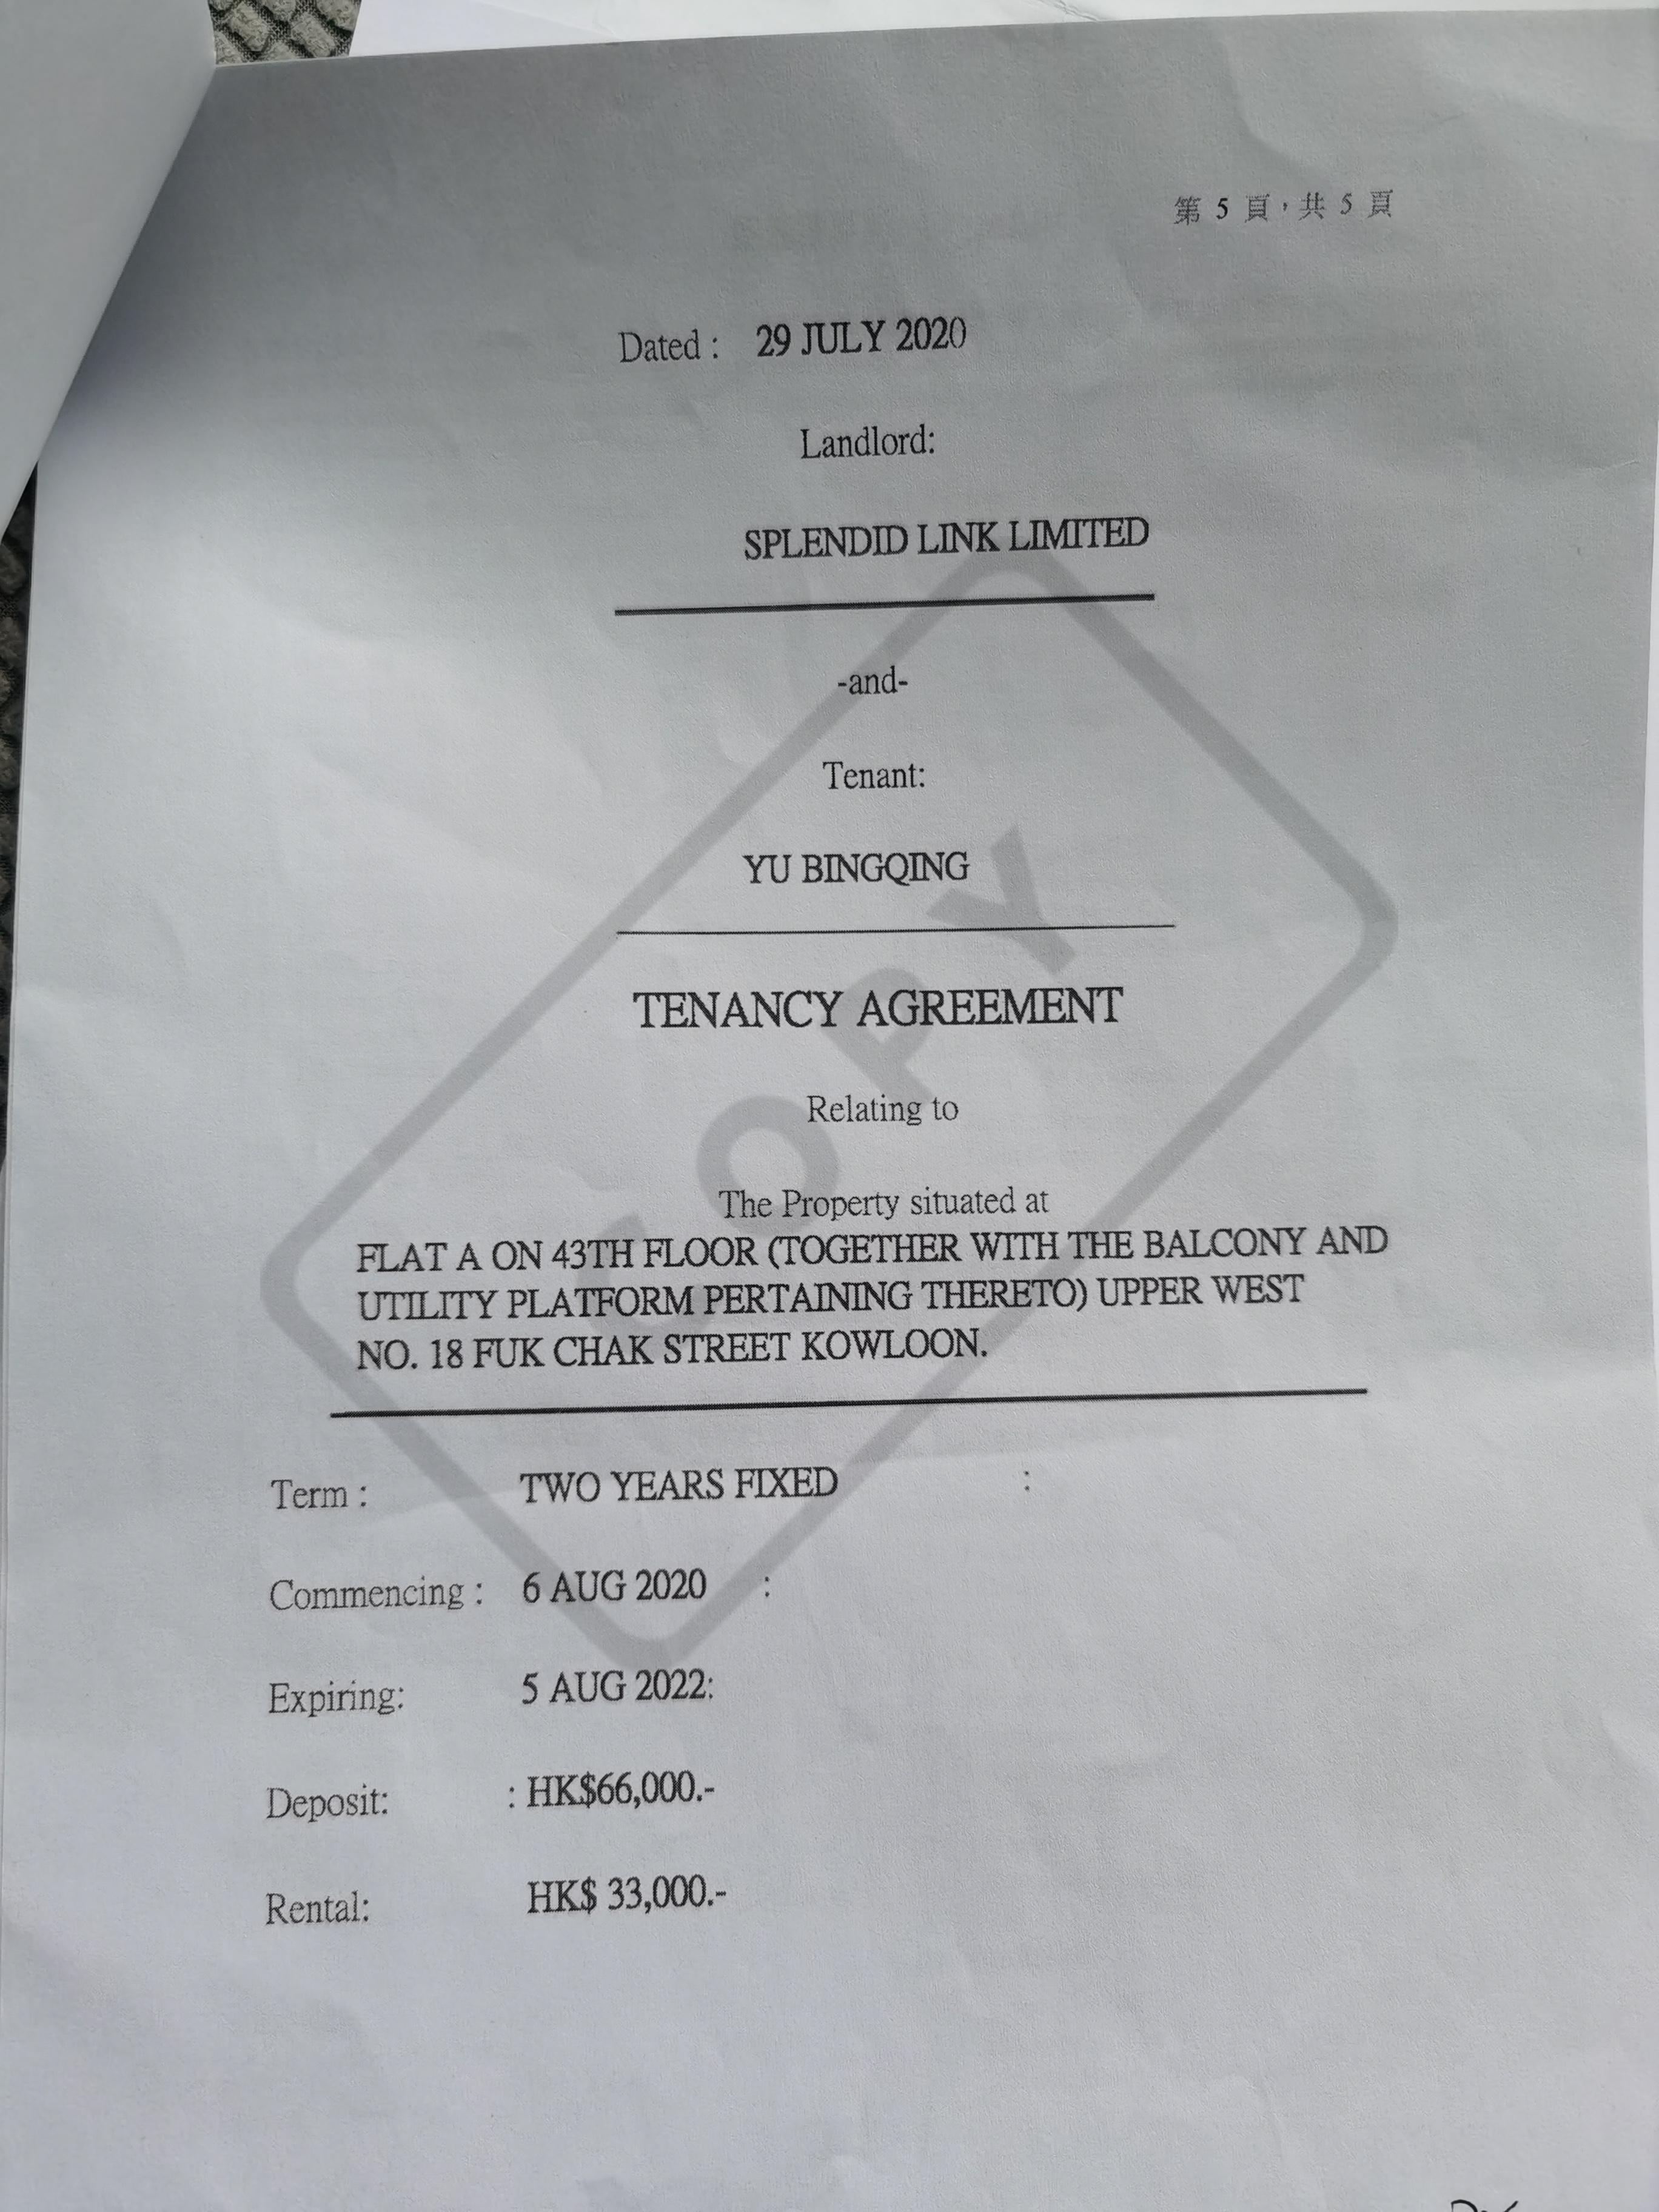 第 5 頁，共 5 頁
Dated : 29 JULY 2020
Landlord:
SPLENDID LINK LIMITED
-and-
Tenant:
YU BINGQING
TENANCY AGREEMENT
Relating to
The Property situated at
FLAT A ON 43TH FLOOR (TOGETHER WITH THE BALCONY AND
UTILITY PLATFORM PERTAINING THERETO) UPPER WEST
NO. 18 FUK CHAK STREET KOWLOON.
Term : TWO YEARS FIXED :
Commencing : 6 AUG 2020 :
Expiring: 5 AUG 2022:
Deposit: : HK$66,000.-
Rental: HK$ 33,000.-
COPY